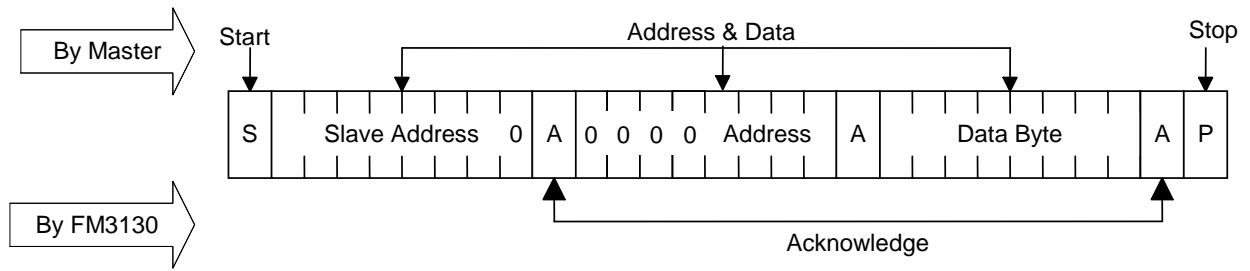 By Master
Start
Address & Data
Stop
S Slave Address 0 A 0 0 0 0 Address A Data Byte A P
By FM3130
Acknowledge